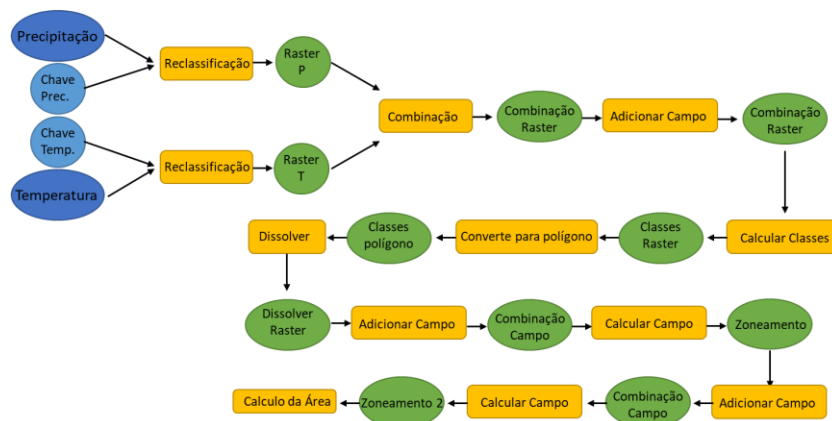 Precipitação
Chave
Prec.
Reclassificação
Raster
P
Chave
Temp.
Temperatura
Reclassificação
Raster
T
Combinação
Combinação
Raster
Adicionar Campo
Combinação
Raster
Calcular Classes
Classes
Raster
Converte para polígono
Classes
polígono
Dissolver
Dissolver
Raster
Adicionar Campo
Combinação
Campo
Calcular Campo
Zoneamento
Adicionar Campo
Combinação
Campo
Calcular Campo
Zoneamento 2
Calculo da Área